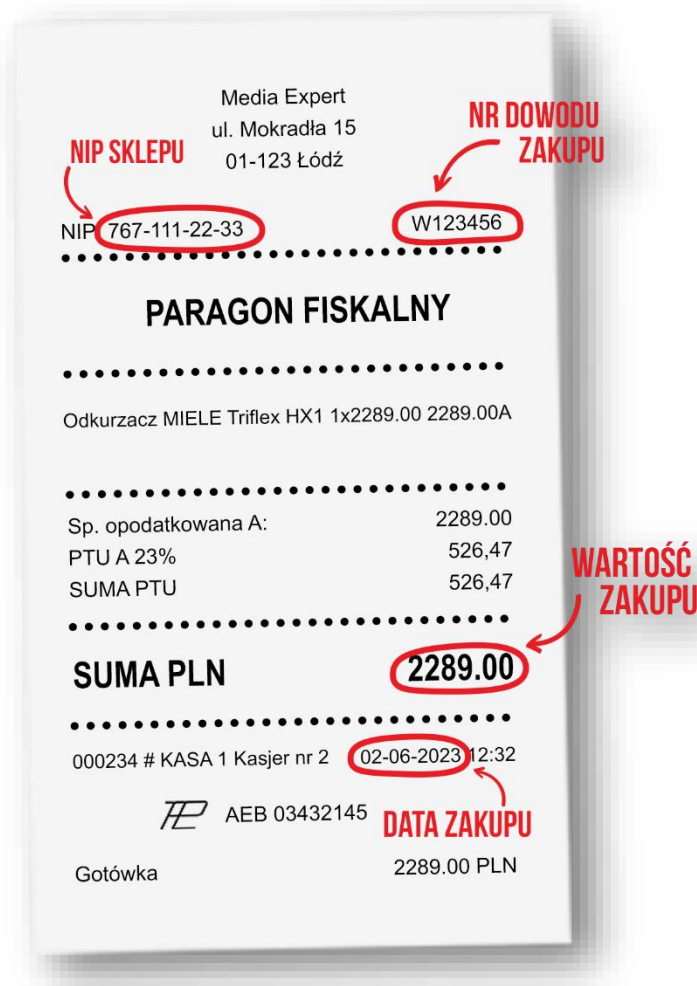 Media Expert
ul. Mokradła 15
01-123 Łódź
NR DOWODU
ZAKUPU
NIP SKLEPU
NIP 767-111-22-33 W123456
PARAGON FISKALNY
Odkurzacz MIELE Triflex HX1 1x2289.00 2289.00A
Sp. opodatkowana A: 2289.00
PTU A 23% 526,47
SUMA PTU 526,47
WARTOŚĆ
ZAKUPU
SUMA PLN 2289.00
000234 # KASA 1 Kasjer nr 2 02-06-2023 12:32
AEB 03432145
DATA ZAKUPU
Gotówka 2289.00 PLN